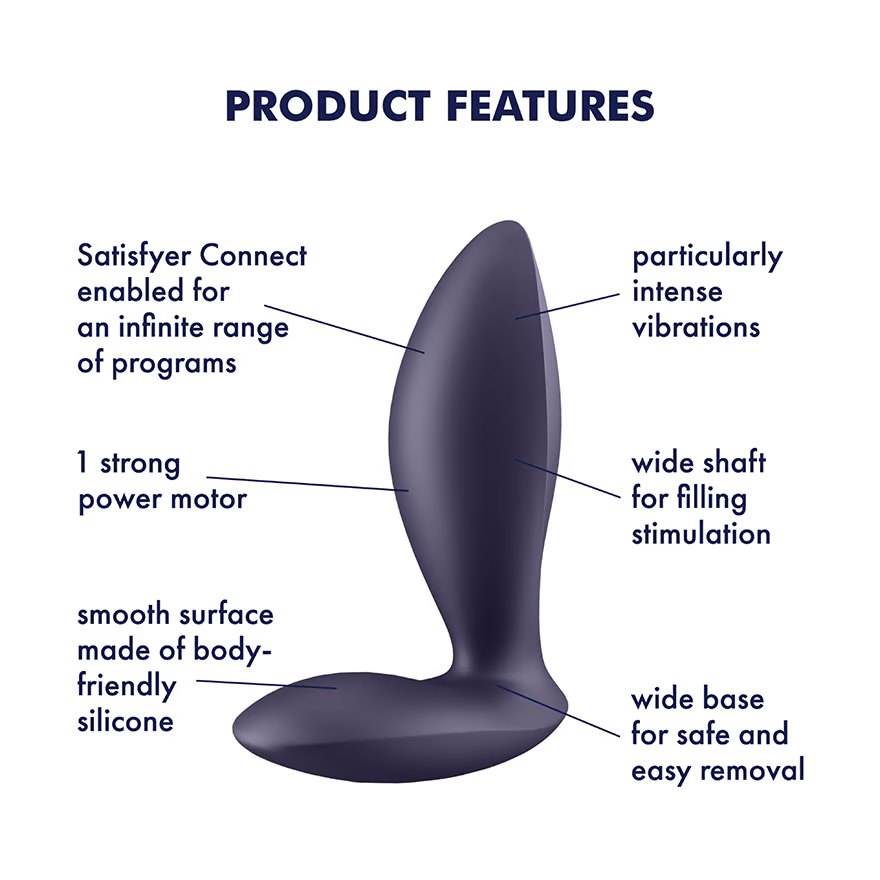 PRODUCT FEATURES
Satisfyer Connect
enabled for
an infinite range
of programs
particularly
intense
vibrations
1 strong
power motor
wide shaft
for filling
stimulation
smooth surface
made of body-
friendly
silicone
wide base
for safe and
easy removal